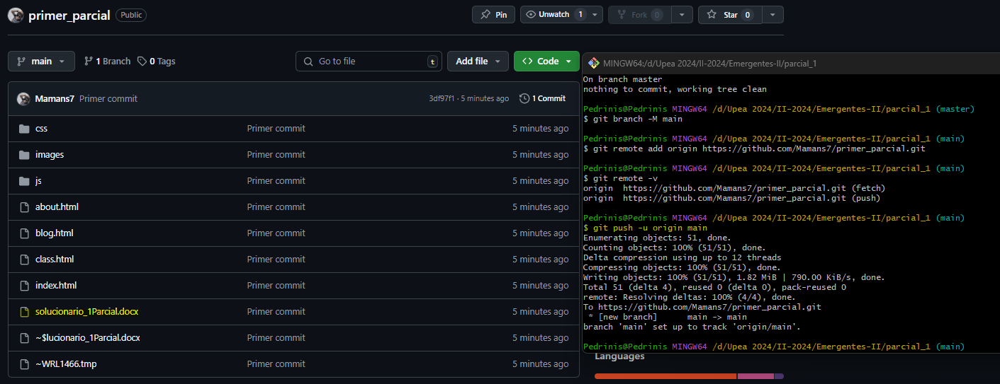 primer_parcial Public
Pin
Unwatch 1
Fork 0
Star 0
main
1 Branch
0 Tags
Go to file t
Add file
Code
Mamans7 Primer commit 3df97f1 · 5 minutes ago 1 Commit
css Primer commit 5 minutes ago
images Primer commit 5 minutes ago
js Primer commit 5 minutes ago
about.html Primer commit 5 minutes ago
blog.html Primer commit 5 minutes ago
class.html Primer commit 5 minutes ago
index.html Primer commit 5 minutes ago
solucionario_1Parcial.docx Primer commit 5 minutes ago
~$lucionario_1Parcial.docx Primer commit 5 minutes ago
~WRL1466.tmp Primer commit 5 minutes ago
MINGW64:/d/Upea 2024/II-2024/Emergentes-II/parcial_1
On branch master
nothing to commit, working tree clean
Pedrinis@Pedrinis MINGW64 /d/Upea 2024/II-2024/Emergentes-II/parcial_1 (master)
$ git branch -M main
Pedrinis@Pedrinis MINGW64 /d/Upea 2024/II-2024/Emergentes-II/parcial_1 (main)
$ git remote add origin https://github.com/Mamans7/primer_parcial.git
Pedrinis@Pedrinis MINGW64 /d/Upea 2024/II-2024/Emergentes-II/parcial_1 (main)
$ git remote -v
origin  https://github.com/Mamans7/primer_parcial.git (fetch)
origin  https://github.com/Mamans7/primer_parcial.git (push)
Pedrinis@Pedrinis MINGW64 /d/Upea 2024/II-2024/Emergentes-II/parcial_1 (main)
$ git push -u origin main
Enumerating objects: 51, done.
Counting objects: 100% (51/51), done.
Delta compression using up to 12 threads
Compressing objects: 100% (51/51), done.
Writing objects: 100% (51/51), 1.82 MiB | 790.00 KiB/s, done.
Total 51 (delta 4), reused 0 (delta 0), pack-reused 0
remote: Resolving deltas: 100% (4/4), done.
To https://github.com/Mamans7/primer_parcial.git
 * [new branch]      main -> main
branch 'main' set up to track 'origin/main'.
Pedrinis@Pedrinis MINGW64 /d/Upea 2024/II-2024/Emergentes-II/parcial_1 (main)
Languages